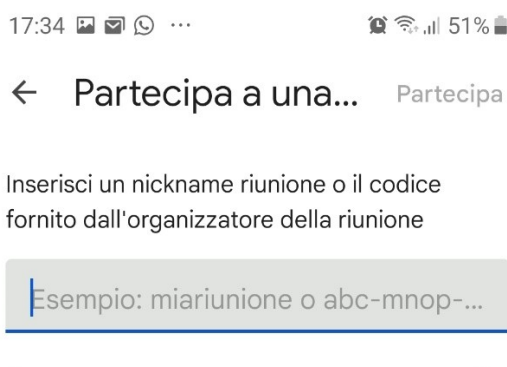 17:34 ... 51%
Partecipa a una... Partecipa
Inserisci un nickname riunione o il codice
fornito dall'organizzatore della riunione
Esempio: miariunione o abc-mnop-...